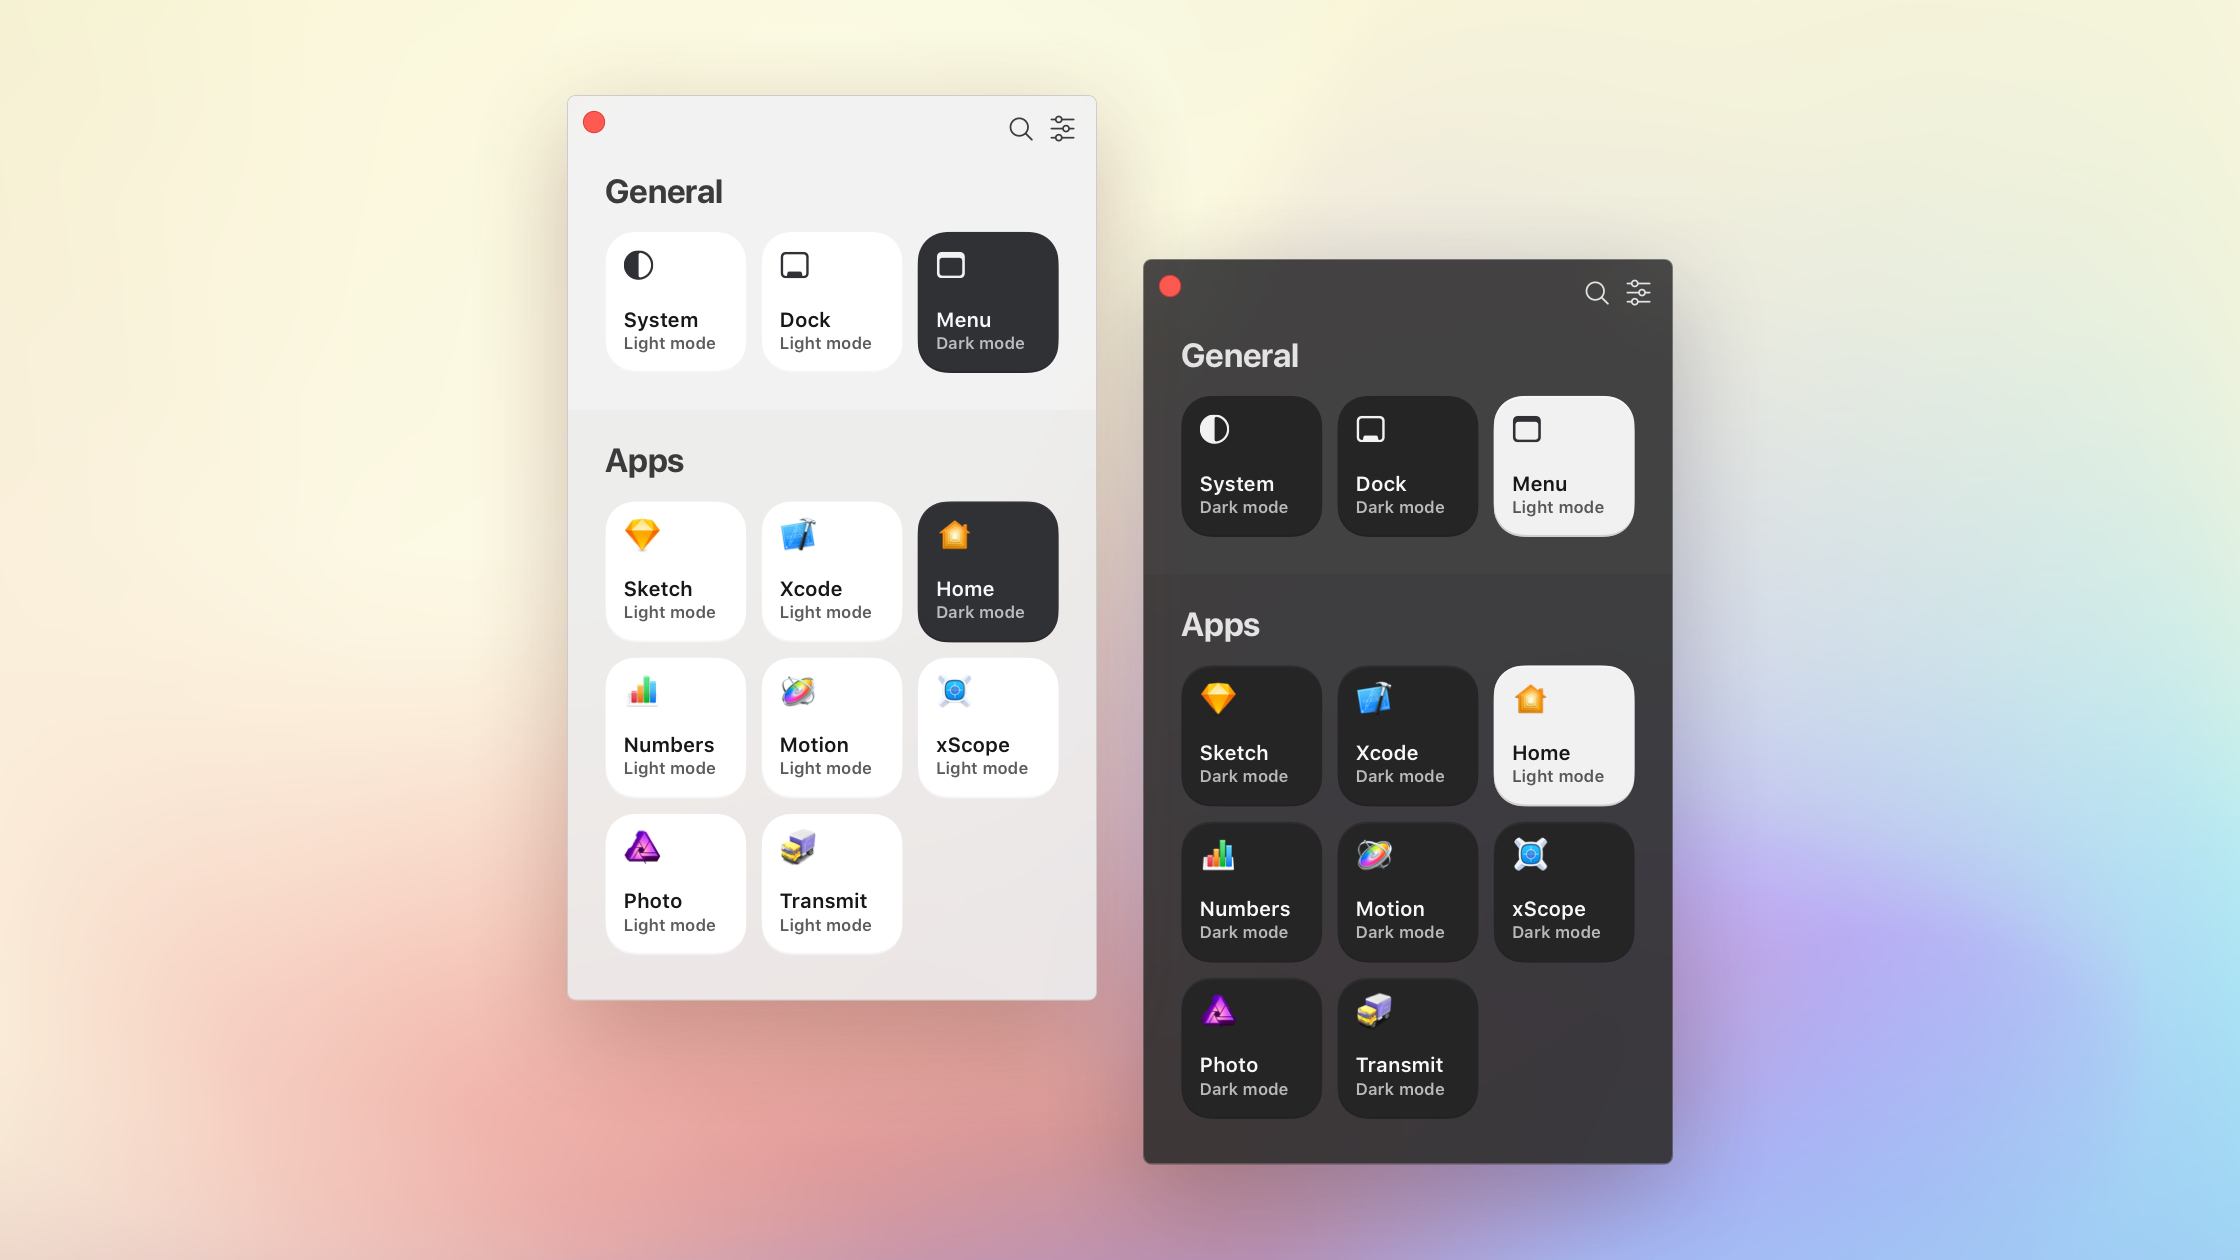 General
System
Light mode
Dock
Light mode
Menu
Dark mode
Apps
Sketch
Light mode
Xcode
Light mode
Home
Dark mode
Numbers
Light mode
Motion
Light mode
xScope
Light mode
Photo
Light mode
Transmit
Light mode
General
System
Dark mode
Dock
Dark mode
Menu
Light mode
Apps
Sketch
Dark mode
Xcode
Dark mode
Home
Light mode
Numbers
Dark mode
Motion
Dark mode
xScope
Dark mode
Photo
Dark mode
Transmit
Dark mode